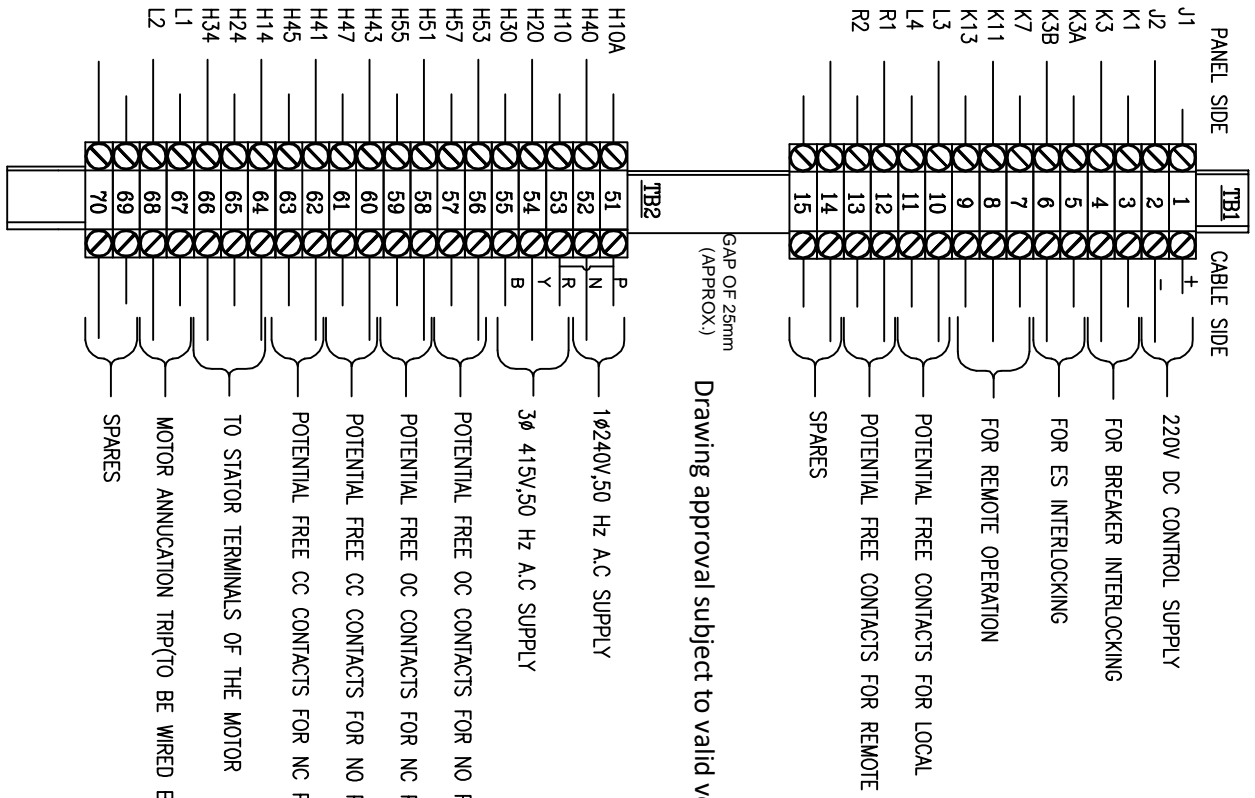 PANEL SIDE
TB1
CABLE SIDE
J1 1 +
J2 2 -
220V DC CONTROL SUPPLY
K1 3
K3 4
FOR BREAKER INTERLOCKING
K3A 5
K3B 6
FOR ES INTERLOCKING
K7 7
K11 8
K13 9
FOR REMOTE OPERATION
L3 10
L4 11
POTENTIAL FREE CONTACTS FOR LOCAL
R1 12
R2 13
POTENTIAL FREE CONTACTS FOR REMOTE
14
15
SPARES
GAP OF 25mm
(APPROX.)
Drawing approval subject to valid
TB2
H10A 51 P
H40 52 N
1ø240V,50 Hz A.C SUPPLY
H10 53 R
H20 54 Y
H30 55 B
3ø 415V,50 Hz A.C SUPPLY
H53 56
H57 57
POTENTIAL FREE OC CONTACTS FOR NO
H51 58
H55 59
POTENTIAL FREE OC CONTACTS FOR NC
H43 60
H47 61
POTENTIAL FREE CC CONTACTS FOR NO
H41 62
H45 63
POTENTIAL FREE CC CONTACTS FOR NC
H14 64
H24 65
H34 66
TO STATOR TERMINALS OF THE MOTOR
L1 67
L2 68
MOTOR ANNUCATION TRIP(TO BE WIRED
69
70
SPARES